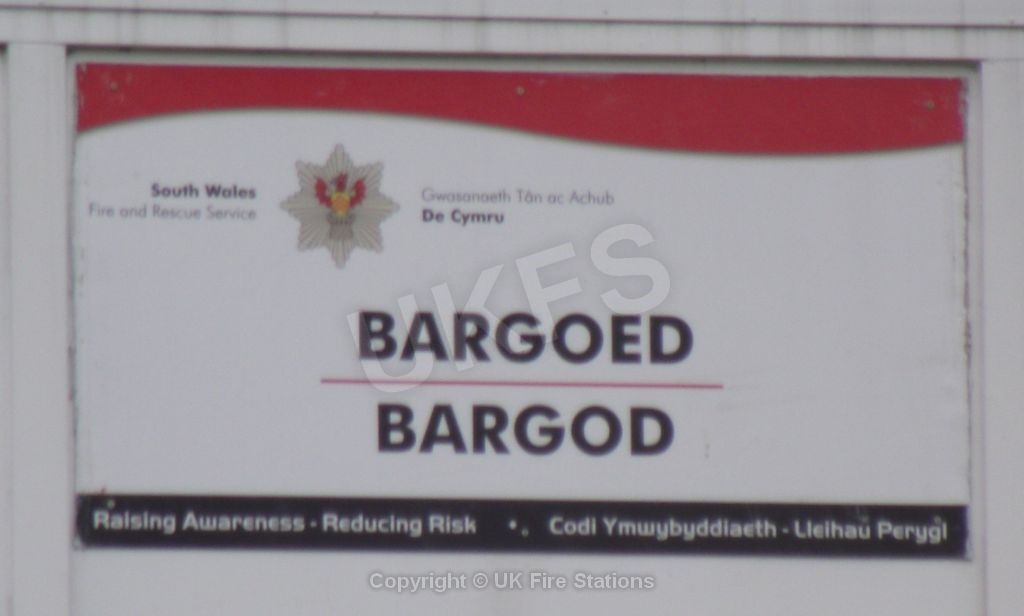 South Wales
Fire and Rescue Service
Gwasanaeth Tân ac Achub
De Cymru
UKFS
BARGOED
BARGOD
Raising Awareness - Reducing Risk • Codi Ymwybyddiaeth - Lleihau Perygl
Copyright © UK Fire Stations